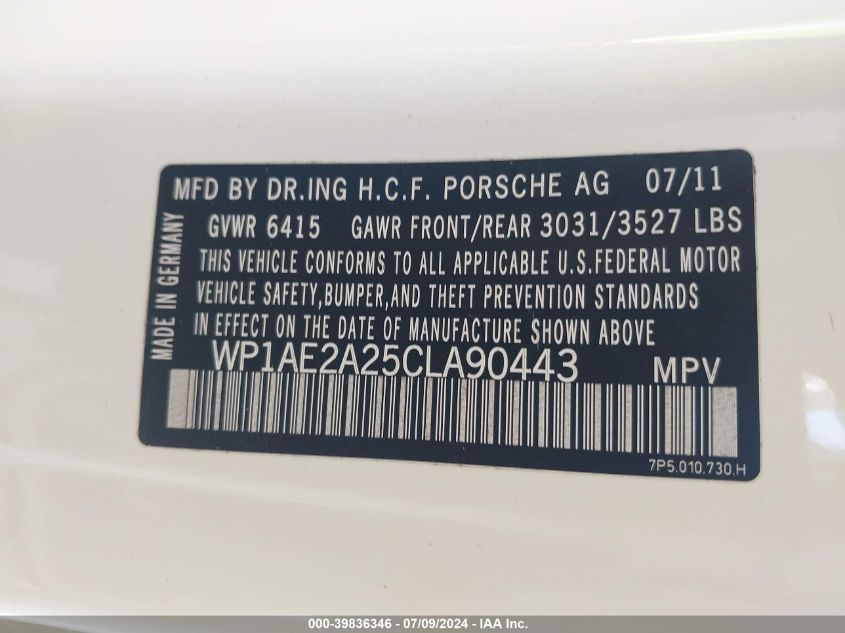 MFD BY DR.ING H.C.F. PORSCHE AG 07/11
GVWR 6415 GAWR FRONT/REAR 3031/3527 LBS
THIS VEHICLE CONFORMS TO ALL APPLICABLE U.S.FEDERAL MOTOR
VEHICLE SAFETY,BUMPER,AND THEFT PREVENTION STANDARDS
IN EFFECT ON THE DATE OF MANUFACTURE SHOWN ABOVE
MADE IN GERMANY
WP1AE2A25CLA90443 MPV
7P5.010.730.H
000-39836346 - 07/09/2024 - IAA Inc.